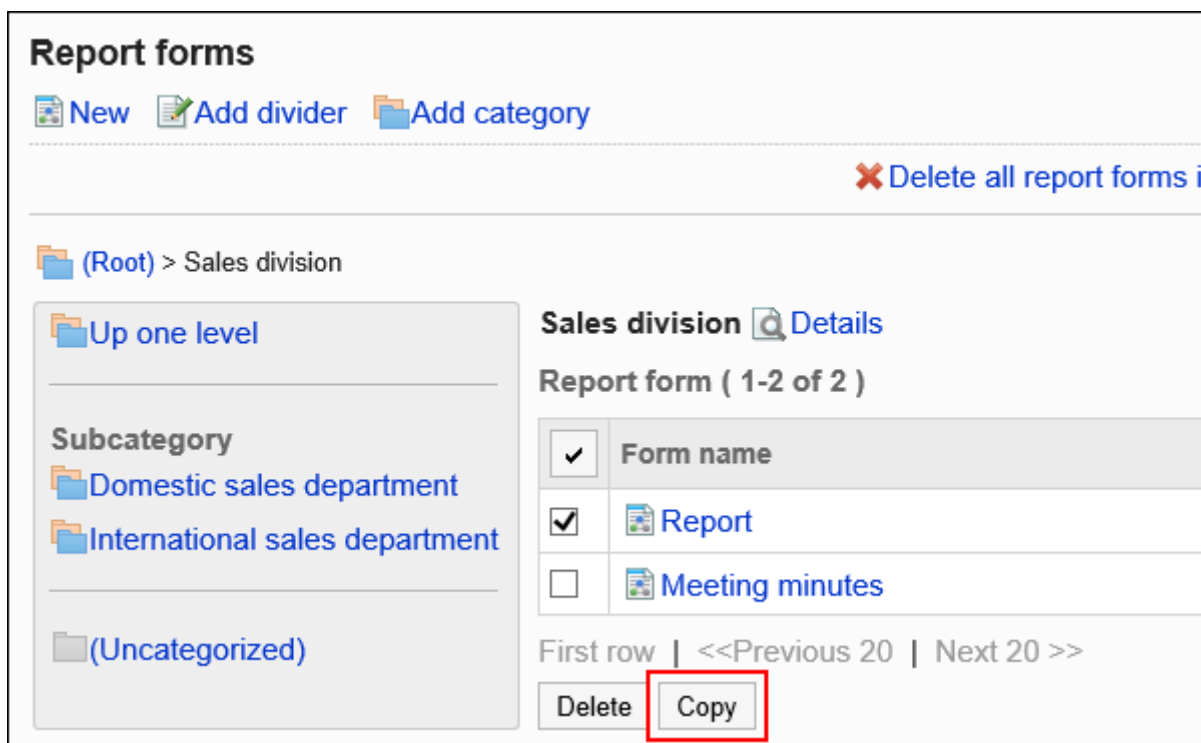 Report forms
New Add divider Add category
Delete all report forms i
(Root) > Sales division
Up one level
Subcategory
Domestic sales department
International sales department
(Uncategorized)
Sales division Details
Report form ( 1-2 of 2 )
Form name
Report
Meeting minutes
First row | <<Previous 20 | Next 20 >>
Delete Copy